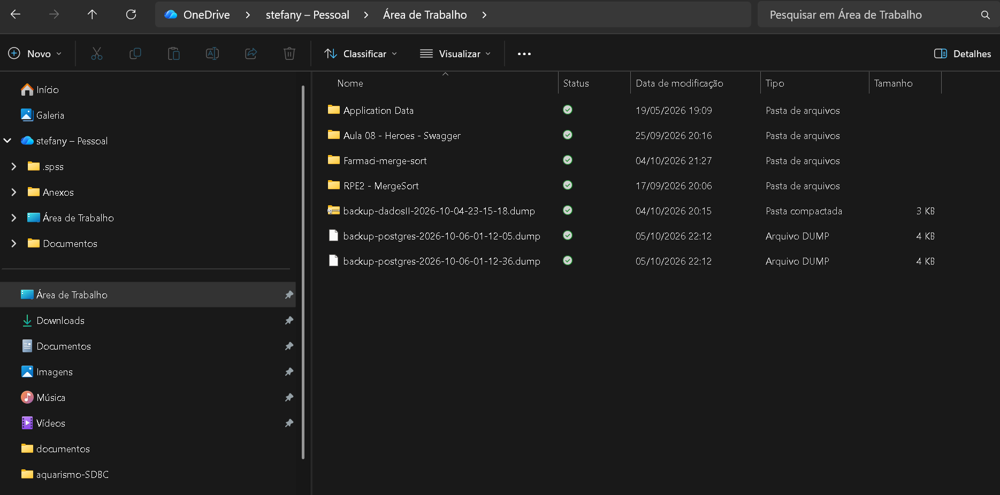 OneDrive > stefany – Pessoal > Área de Trabalho >
Pesquisar em Área de Trabalho
Novo
Classificar
Visualizar
Detalhes
Início
Galeria
stefany – Pessoal
.spss
Anexos
Área de Trabalho
Documentos
Área de Trabalho
Downloads
Documentos
Imagens
Música
Vídeos
documentos
aquarismo-SDBC
Nome Status Data de modificação Tipo Tamanho
Application Data 19/05/2026 19:09 Pasta de arquivos
Aula 08 - Heroes - Swagger 25/09/2026 20:16 Pasta de arquivos
Farmaci-merge-sort 04/10/2026 21:27 Pasta de arquivos
RPE2 - MergeSort 17/09/2026 20:06 Pasta de arquivos
backup-dadosII-2026-10-04-23-15-18.dump 04/10/2026 20:15 Pasta compactada 3 KB
backup-postgres-2026-10-06-01-12-05.dump 05/10/2026 22:12 Arquivo DUMP 4 KB
backup-postgres-2026-10-06-01-12-36.dump 05/10/2026 22:12 Arquivo DUMP 4 KB